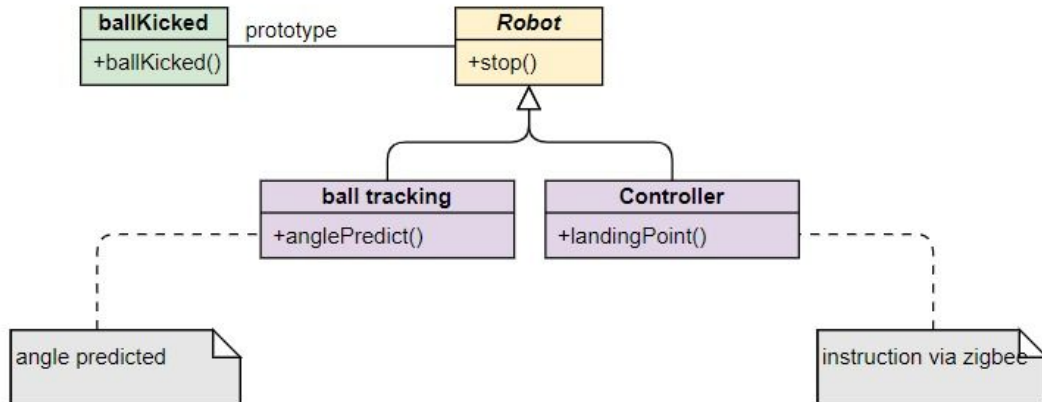 ballKicked
+ballKicked()
prototype
Robot
+stop()
ball tracking
+anglePredict()
Controller
+landingPoint()
angle predicted
instruction via zigbee